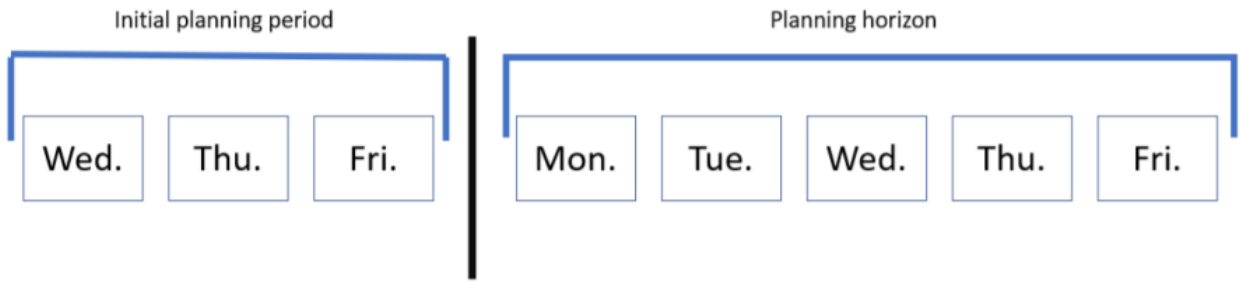 Initial planning period
Planning horizon
Wed. Thu. Fri. Mon. Tue. Wed. Thu. Fri.